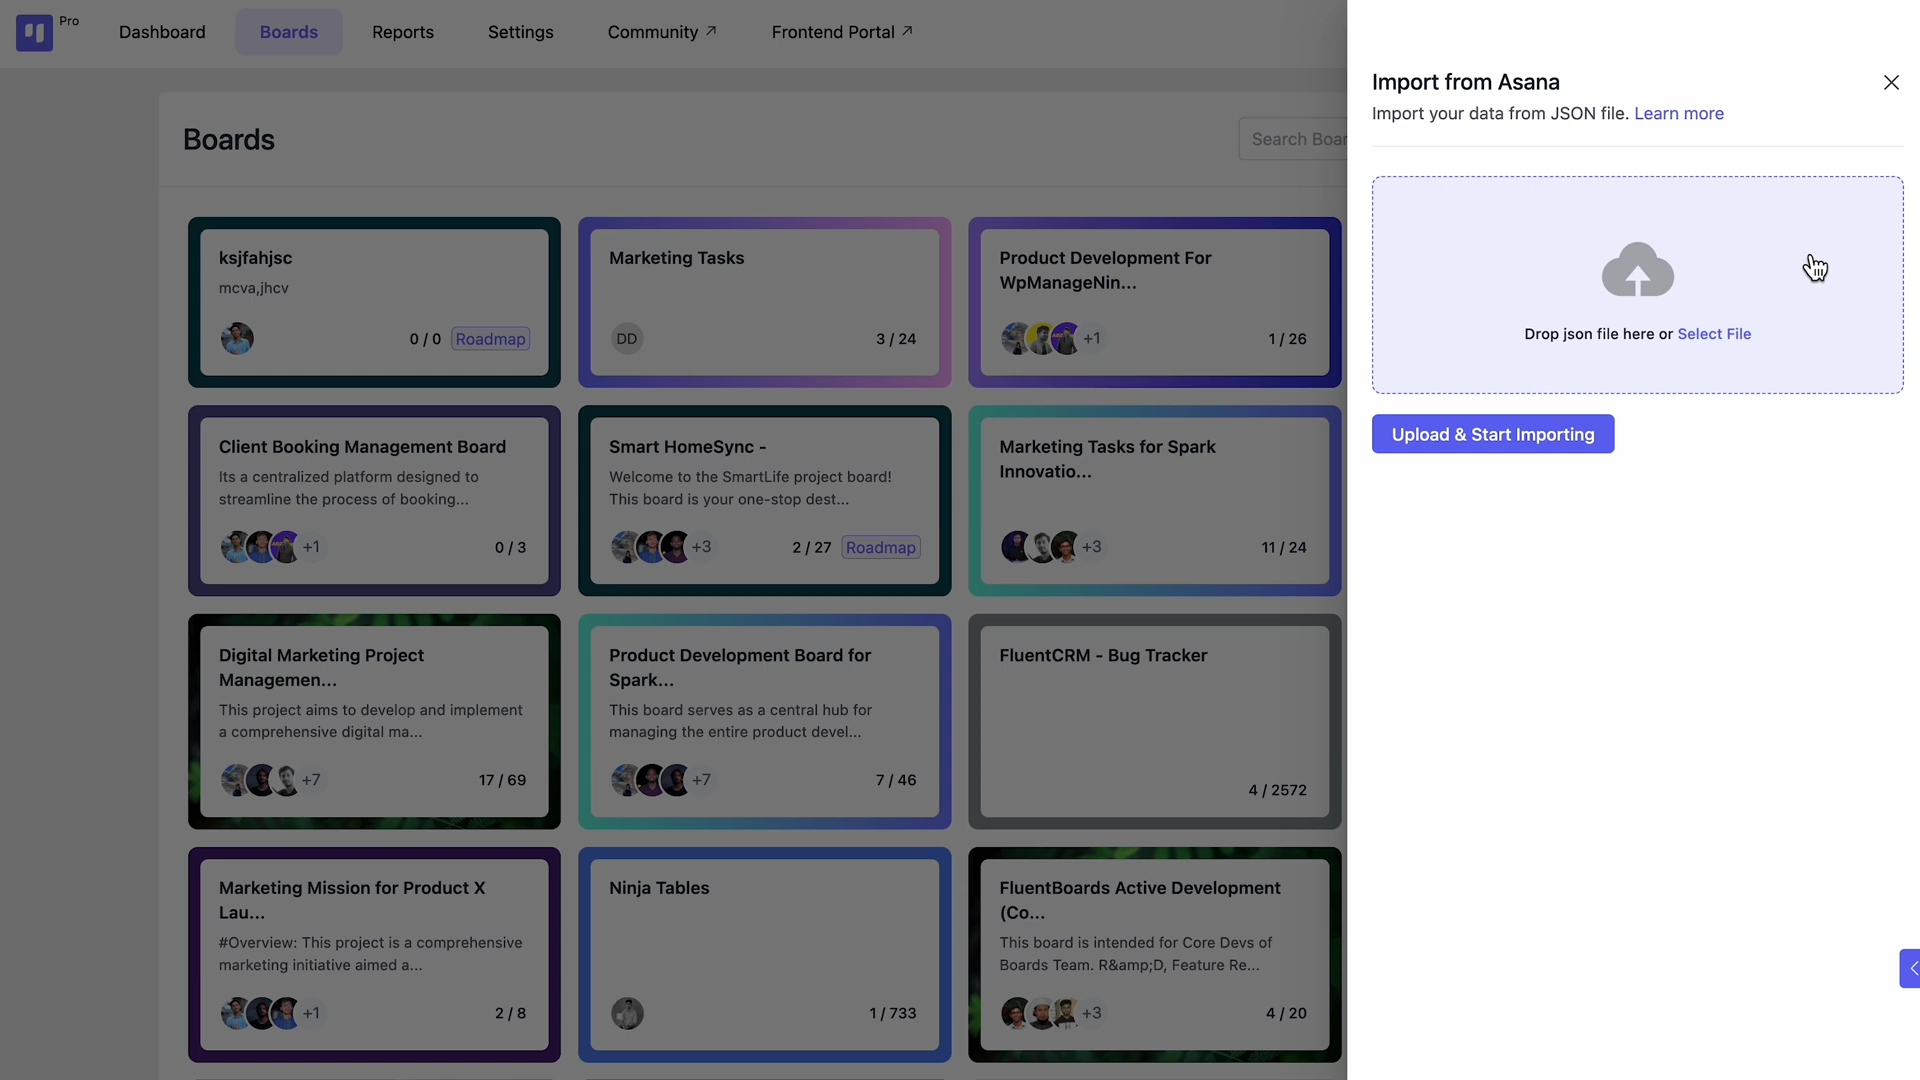 Pro
Dashboard
Boards
Reports
Settings
Community ↗
Frontend Portal ↗
Boards
Search Boar
ksjfahjsc
mcva,jhcv
0 / 0 Roadmap
Marketing Tasks
DD
3 / 24
Product Development For
WpManageNin...
+1
1 / 26
Client Booking Management Board
Its a centralized platform designed to
streamline the process of booking...
+1
0 / 3
Smart HomeSync -
Welcome to the SmartLife project board!
This board is your one-stop dest...
+3
2 / 27 Roadmap
Marketing Tasks for Spark
Innovatio...
+3
11 / 24
Digital Marketing Project
Managemen...
This project aims to develop and implement
a comprehensive digital ma...
+7
17 / 69
Product Development Board for
Spark...
This board serves as a central hub for
managing the entire product devel...
+7
7 / 46
FluentCRM - Bug Tracker
4 / 2572
Marketing Mission for Product X
Lau...
#Overview: This project is a comprehensive
marketing initiative aimed a...
+1
2 / 8
Ninja Tables
1 / 733
FluentBoards Active Development
(Co...
This board is intended for Core Devs of
Boards Team. R&amp;D, Feature Re...
+3
4 / 20
Import from Asana
Import your data from JSON file. Learn more
Drop json file here or Select File
Upload & Start Importing